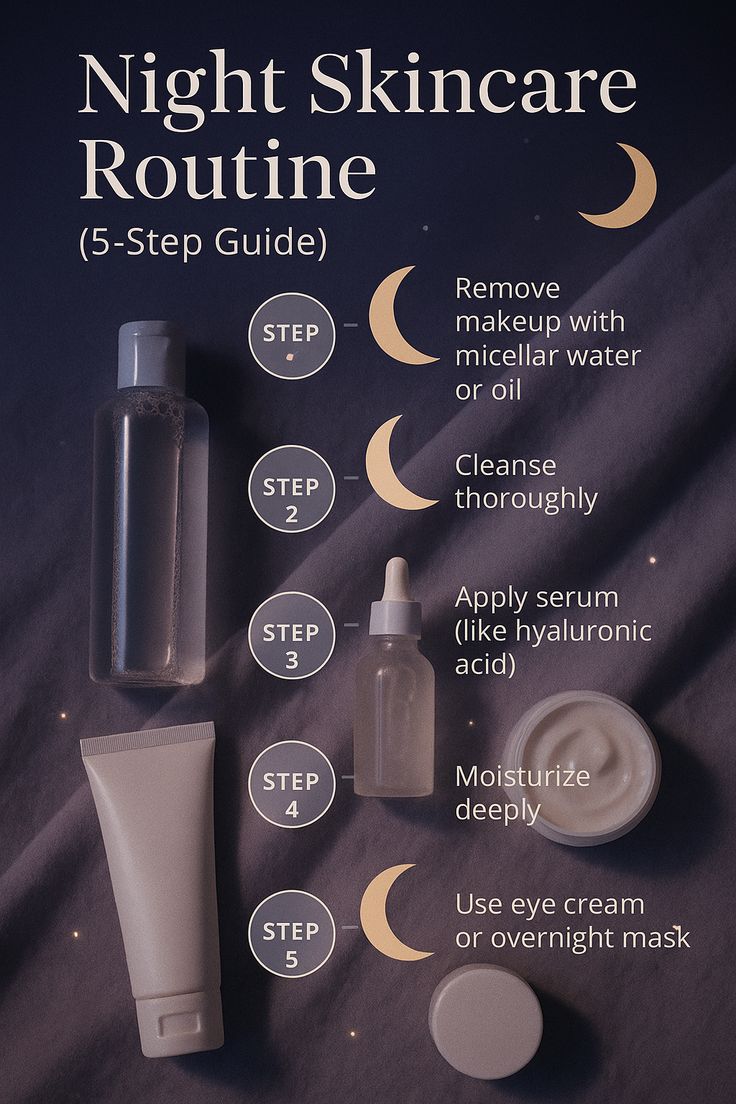 Night Skincare
Routine
(5-Step Guide)
STEP
Remove
makeup with
micellar water
or oil
STEP
2
Cleanse
thoroughly
STEP
3
Apply serum
(like hyaluronic
acid)
STEP
4
Moisturize
deeply
STEP
5
Use eye cream
or overnight mask